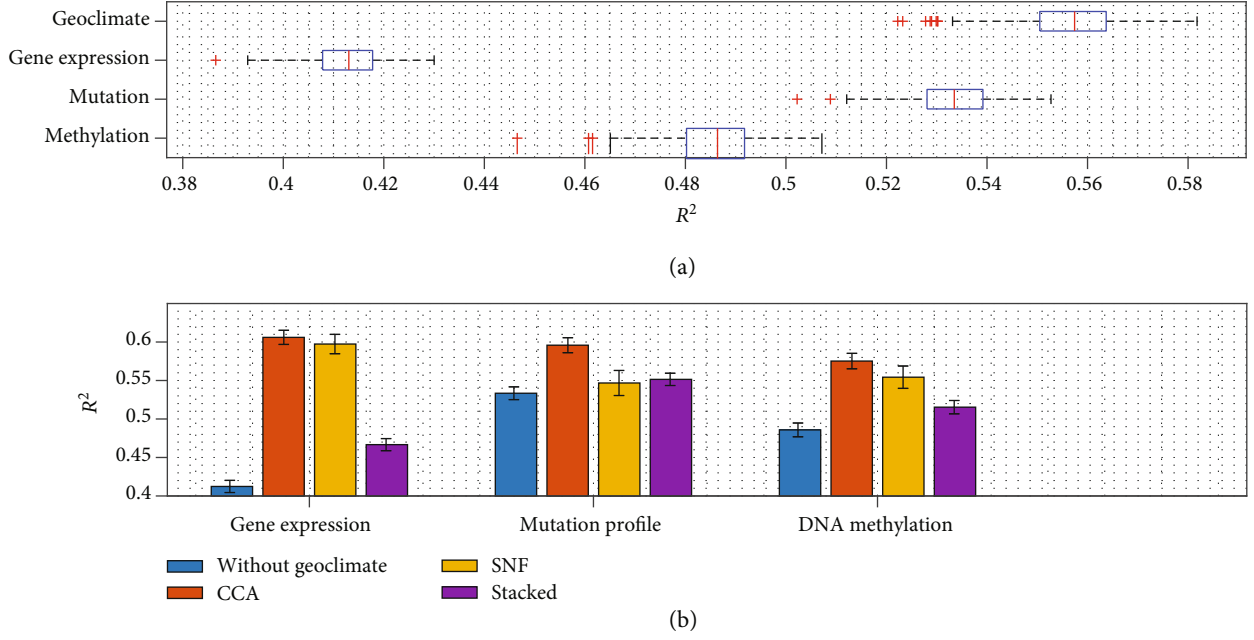 Geoclimate
Gene expression
Mutation
Methylation
0.38 0.4 0.42 0.44 0.46 0.48 0.5 0.52 0.54 0.56 0.58
R²
(a)
0.6
0.55
0.5
0.45
0.4
R²
Gene expression Mutation profile DNA methylation
Without geoclimate SNF
CCA Stacked
(b)